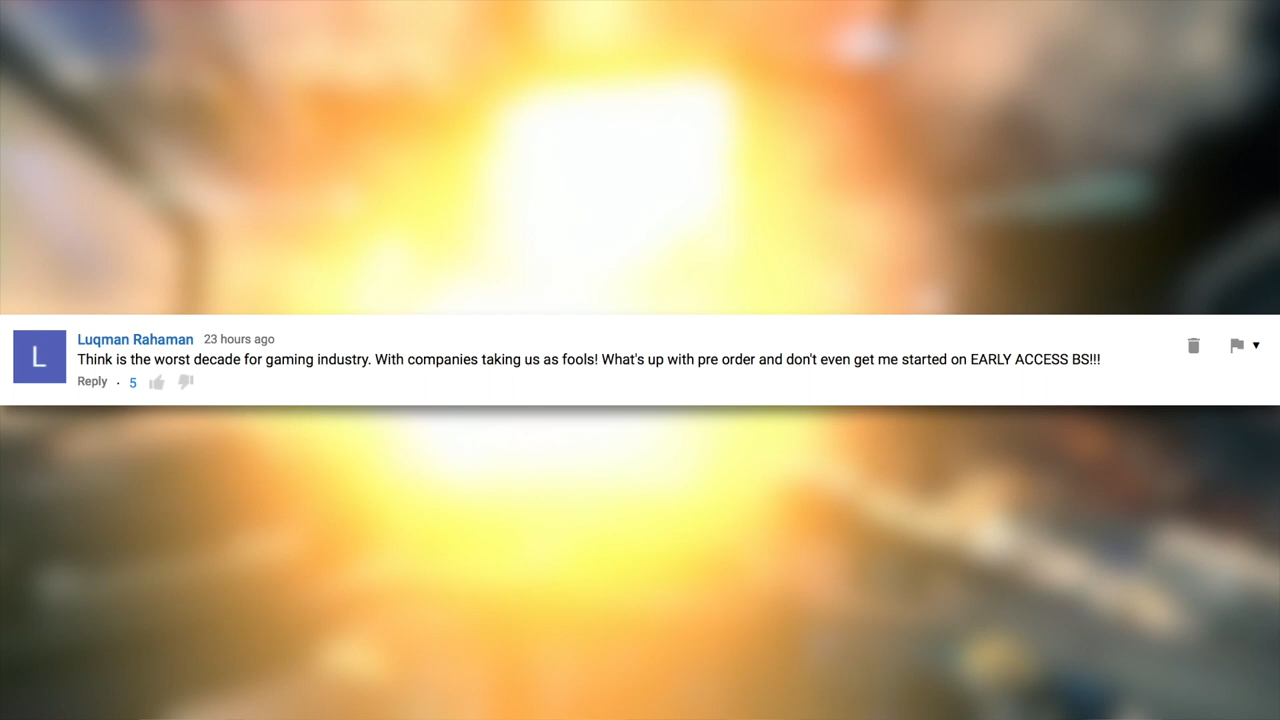 L
Luqman Rahaman 23 hours ago
Think is the worst decade for gaming industry. With companies taking us as fools! What's up with pre order and don't even get me started on EARLY ACCESS BS!!!
Reply · 5